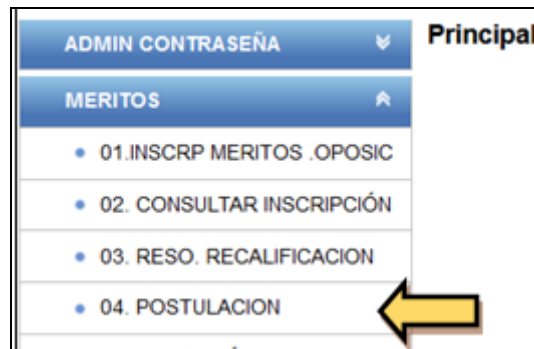 ADMIN CONTRASEÑA
Principal
MERITOS
01.INSCRP MERITOS .OPOSIC
02. CONSULTAR INSCRIPCIÓN
03. RESO. RECALIFICACION
04. POSTULACION